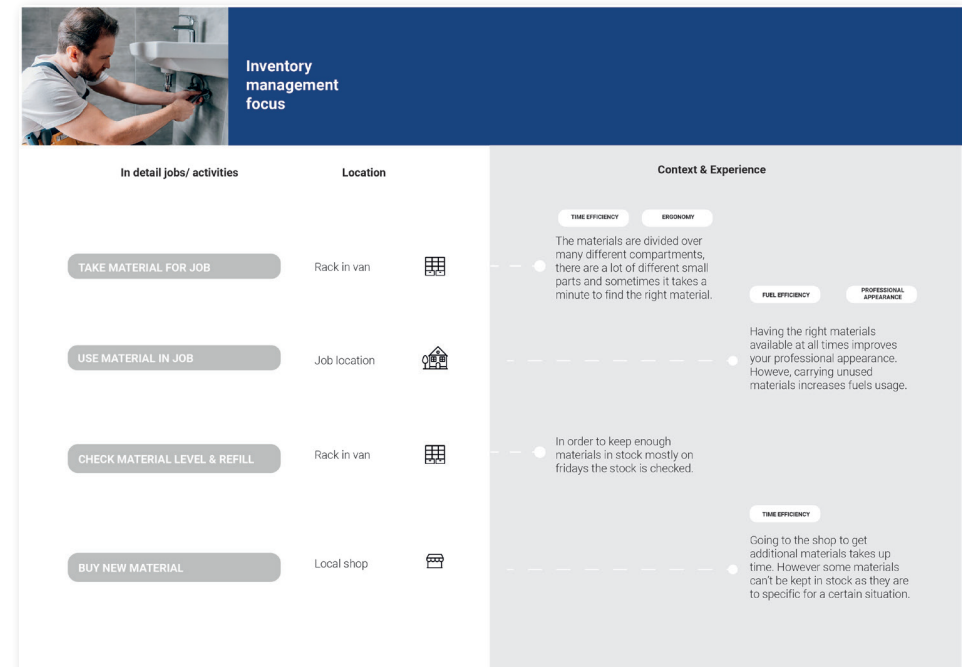 Inventory
management
focus
In detail jobs/ activities
Location
Context & Experience
TIME EFFICIENCY
ERGONOMY
TAKE MATERIAL FOR JOB
Rack in van
The materials are divided over
many different compartments,
there are a lot of different small
parts and sometimes it takes a
minute to find the right material.
FUEL EFFICIENCY
PROFESSIONAL
APPEARANCE
USE MATERIAL IN JOB
Job location
Having the right materials
available at all times improves
your professional appearance.
Howeve, carrying unused
materials increases fuels usage.
CHECK MATERIAL LEVEL & REFILL
Rack in van
In order to keep enough
materials in stock mostly on
fridays the stock is checked.
TIME EFFICIENCY
BUY NEW MATERIAL
Local shop
Going to the shop to get
additional materials takes up
time. However some materials
can't be kept in stock as they are
to specific for a certain situation.